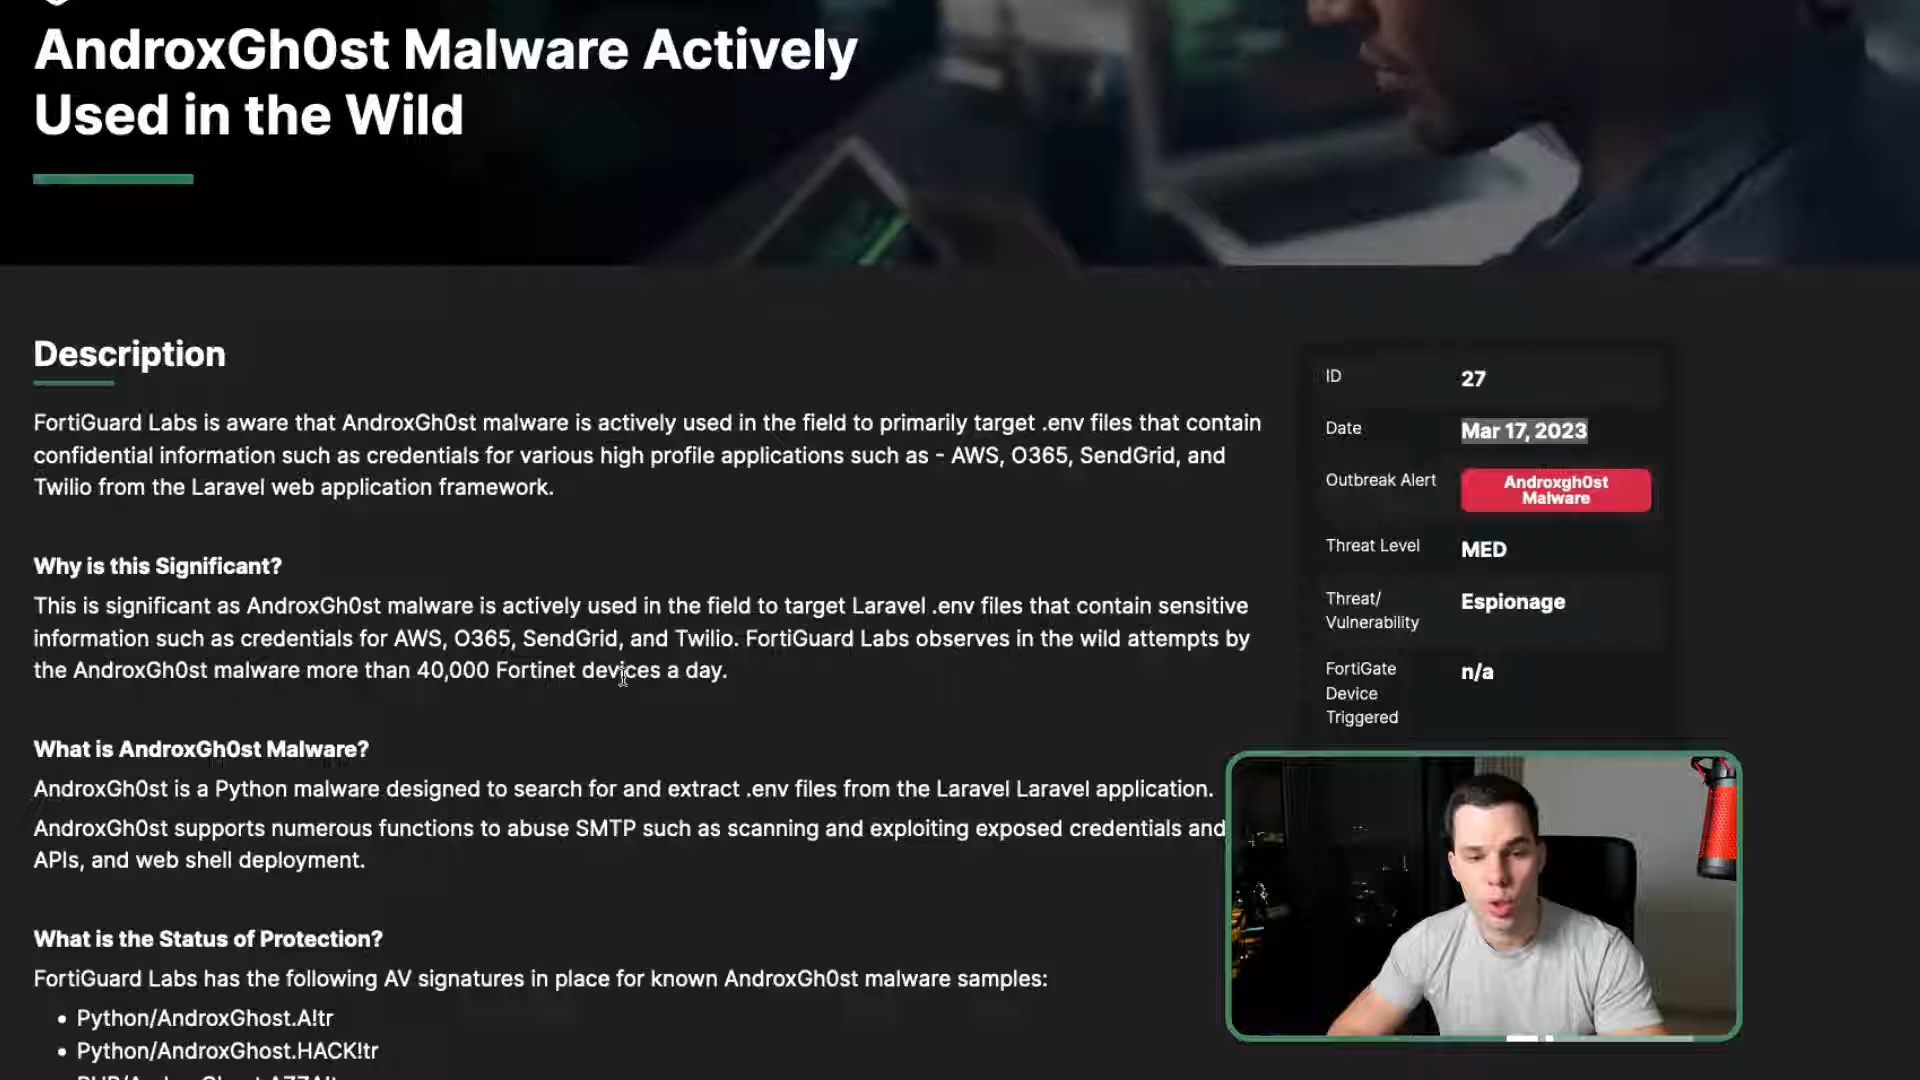 AndroxGh0st Malware Actively
Used in the Wild
Description
FortiGuard Labs is aware that AndroxGh0st malware is actively used in the field to primarily target .env files that contain
confidential information such as credentials for various high profile applications such as - AWS, O365, SendGrid, and
Twilio from the Laravel web application framework.
Why is this Significant?
This is significant as AndroxGh0st malware is actively used in the field to target Laravel .env files that contain sensitive
information such as credentials for AWS, O365, SendGrid, and Twilio. FortiGuard Labs observes in the wild attempts by
the AndroxGh0st malware more than 40,000 Fortinet devices a day.
What is AndroxGh0st Malware?
AndroxGh0st is a Python malware designed to search for and extract .env files from the Laravel Laravel application.
AndroxGh0st supports numerous functions to abuse SMTP such as scanning and exploiting exposed credentials and
APIs, and web shell deployment.
What is the Status of Protection?
FortiGuard Labs has the following AV signatures in place for known AndroxGh0st malware samples:
• Python/AndroxGhost.A!tr
• Python/AndroxGhost.HACK!tr
ID 27
Date Mar 17, 2023
Outbreak Alert Androxgh0st
Malware
Threat Level MED
Threat/ Espionage
Vulnerability
FortiGate n/a
Device
Triggered